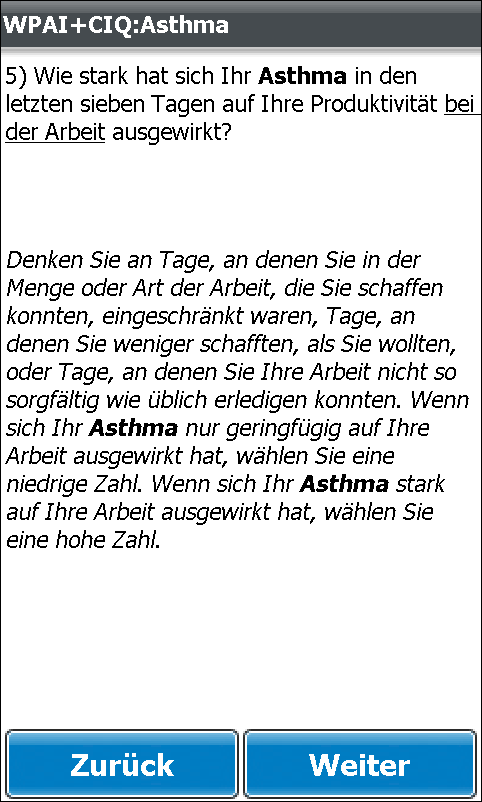 WPAI+CIQ:Asthma
5) Wie stark hat sich Ihr Asthma in den
letzten sieben Tagen auf Ihre Produktivität bei
der Arbeit ausgewirkt?
Denken Sie an Tage, an denen Sie in der
Menge oder Art der Arbeit, die Sie schaffen
konnten, eingeschränkt waren, Tage, an
denen Sie weniger schafften, als Sie wollten,
oder Tage, an denen Sie Ihre Arbeit nicht so
sorgfältig wie üblich erledigen konnten. Wenn
sich Ihr Asthma nur geringfügig auf Ihre
Arbeit ausgewirkt hat, wählen Sie eine
niedrige Zahl. Wenn sich Ihr Asthma stark
auf Ihre Arbeit ausgewirkt hat, wählen Sie
eine hohe Zahl.
Zurück Weiter